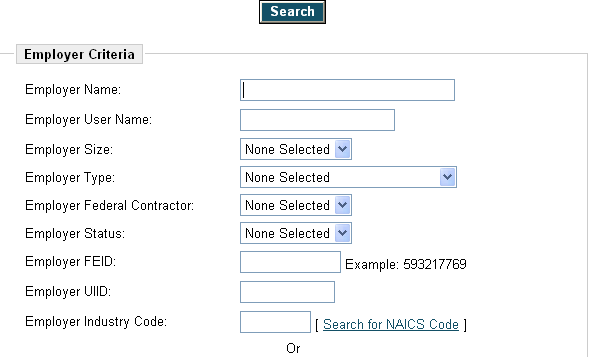 Search
Employer Criteria
Employer Name:
Employer User Name:
Employer Size: None Selected
Employer Type: None Selected
Employer Federal Contractor: None Selected
Employer Status: None Selected
Employer FEID: Example: 593217769
Employer UIID:
Employer Industry Code: [ Search for NAICS Code ]
Or